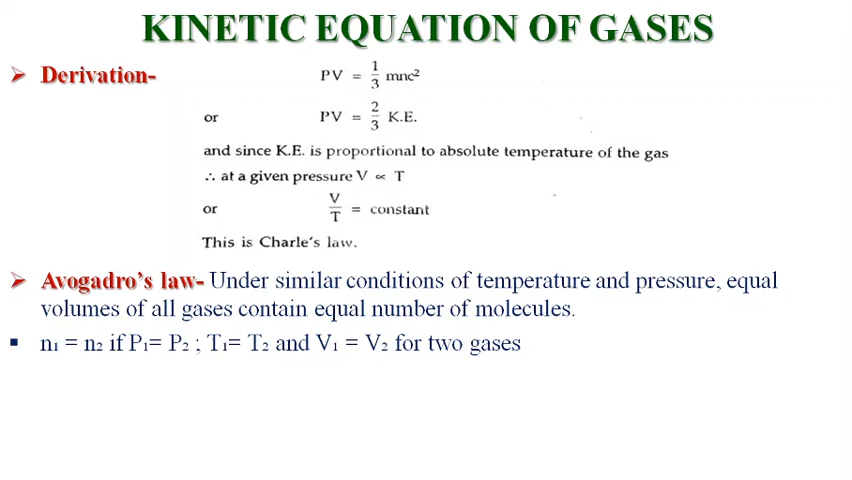 KINETIC EQUATION OF GASES
➢ Derivation- PV = 1/3 mnc²
or PV = 2/3 K.E.
and since K.E. is proportional to absolute temperature of the gas
∴ at a given pressure V ∝ T
or V/T = constant
This is Charle's law.
➢ Avogadro's law- Under similar conditions of temperature and pressure, equal
volumes of all gases contain equal number of molecules.
▪ n₁ = n₂ if P₁= P₂ ; T₁= T₂ and V₁ = V₂ for two gases